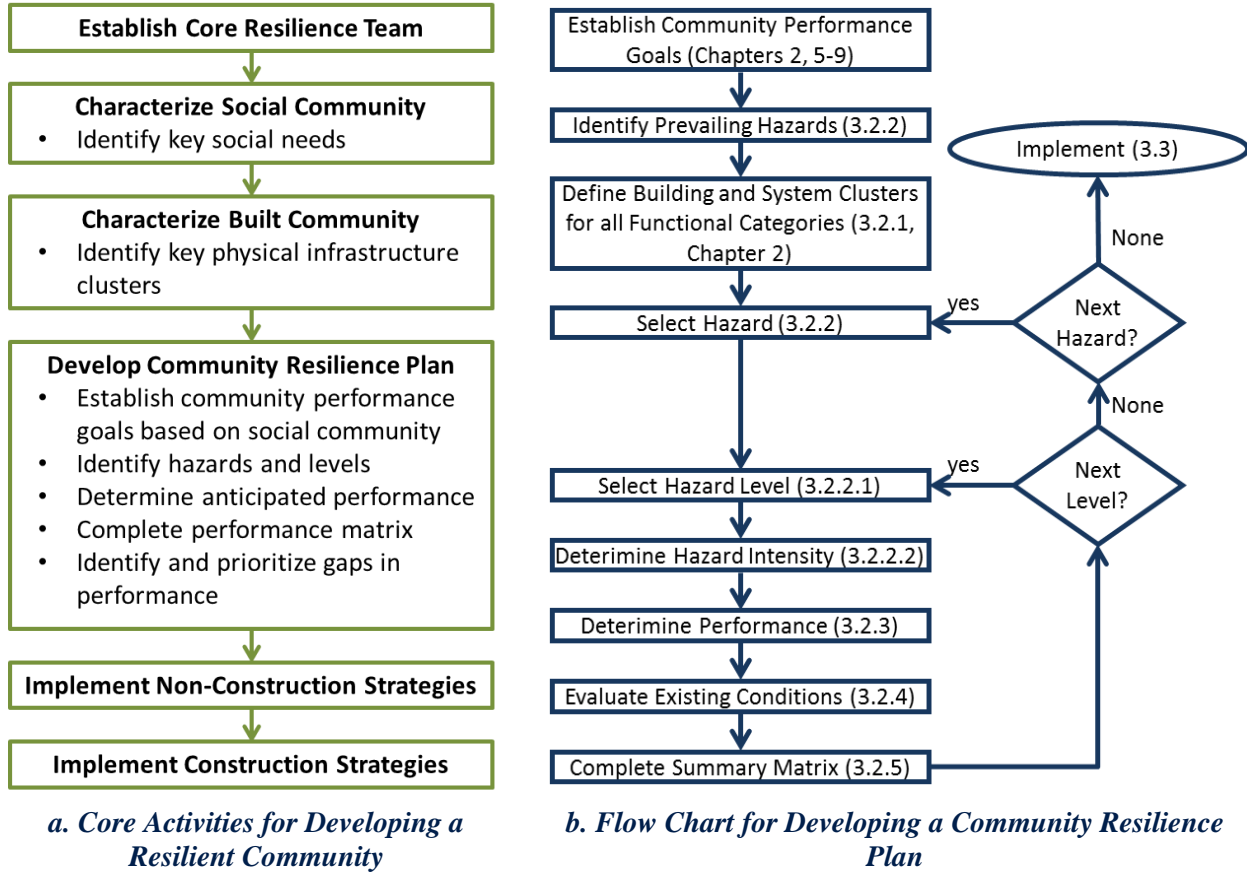 Establish Core Resilience Team
Characterize Social Community
• Identify key social needs
Characterize Built Community
• Identify key physical infrastructure
clusters
Develop Community Resilience Plan
• Establish community performance
goals based on social community
• Identify hazards and levels
• Determine anticipated performance
• Complete performance matrix
• Identify and prioritize gaps in
performance
Implement Non-Construction Strategies
Implement Construction Strategies
a. Core Activities for Developing a
Resilient Community
Establish Community Performance
Goals (Chapters 2, 5-9)
Identify Prevailing Hazards (3.2.2)
Define Building and System Clusters
for all Functional Categories (3.2.1,
Chapter 2)
Select Hazard (3.2.2)
Select Hazard Level (3.2.2.1)
Detirimine Hazard Intensity (3.2.2.2)
Detirimine Performance (3.2.3)
Evaluate Existing Conditions (3.2.4)
Complete Summary Matrix (3.2.5)
Implement (3.3)
None
yes
Next
Hazard?
None
yes
Next
Level?
b. Flow Chart for Developing a Community Resilience
Plan